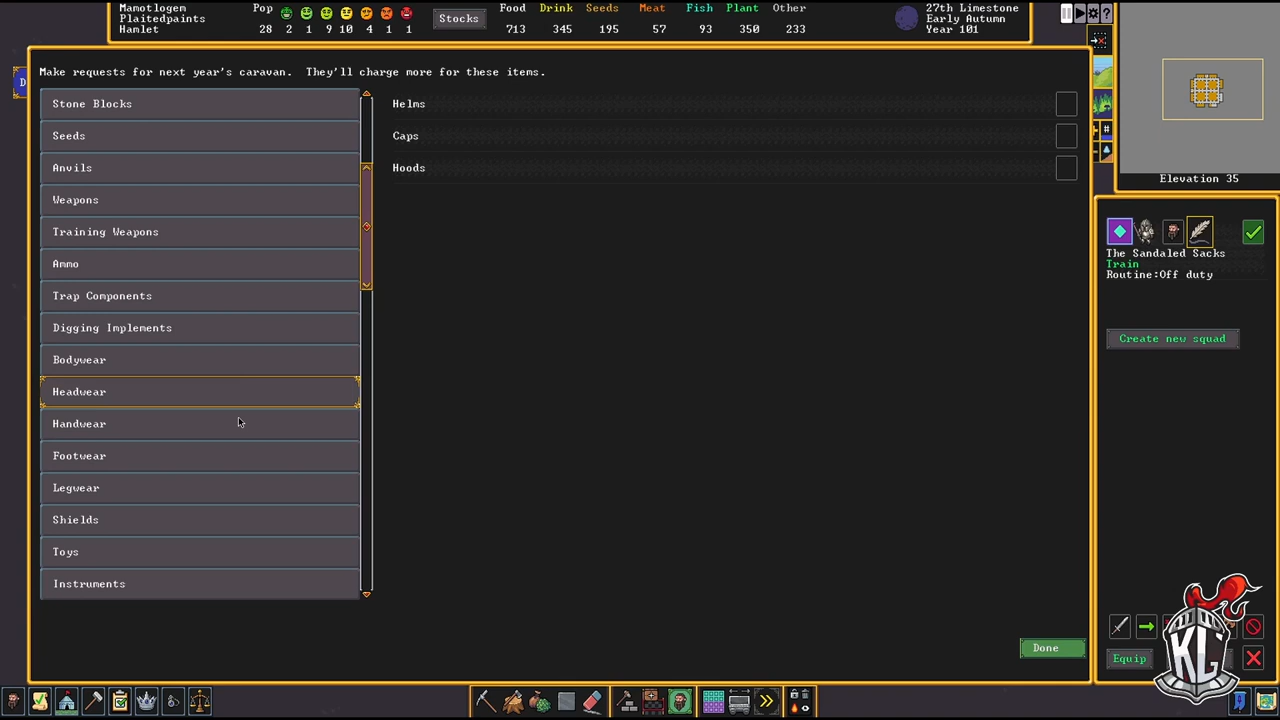 Mamotlogem
Plaitedpaints
Hamlet
Pop
28 2 1 9 10 4 1 1
Stocks
Food Drink Seeds Meat Fish Plant Other
713 345 195 57 93 350 233
27th Limestone
Early Autumn
Year 101
Make requests for next year's caravan. They'll charge more for these items.
Stone Blocks
Seeds
Anvils
Weapons
Training Weapons
Ammo
Trap Components
Digging Implements
Bodywear
Headwear
Handwear
Footwear
Legwear
Shields
Toys
Instruments
Helms
Caps
Hoods
Done
Elevation 35
The Sandaled Sacks
Train
Routine:Off duty
Create new squad
Equip
KG
D